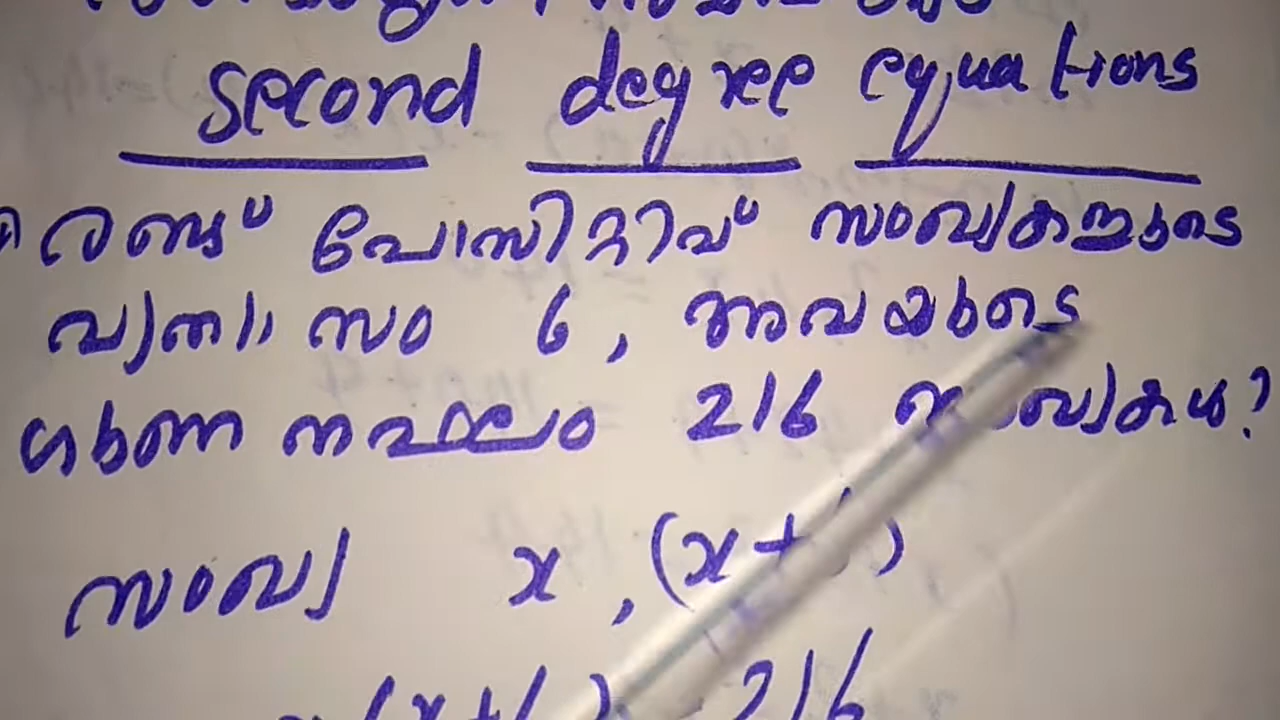 second degree equations
രണ്ട് പോസിറ്റീവ് സംഖ്യകളുടെ
വ്യത്യാസം 6, അവയുടെ
ഗുണനഫലം 216 സംഖ്യകൾ?
സംഖ്യ x, (x+
216